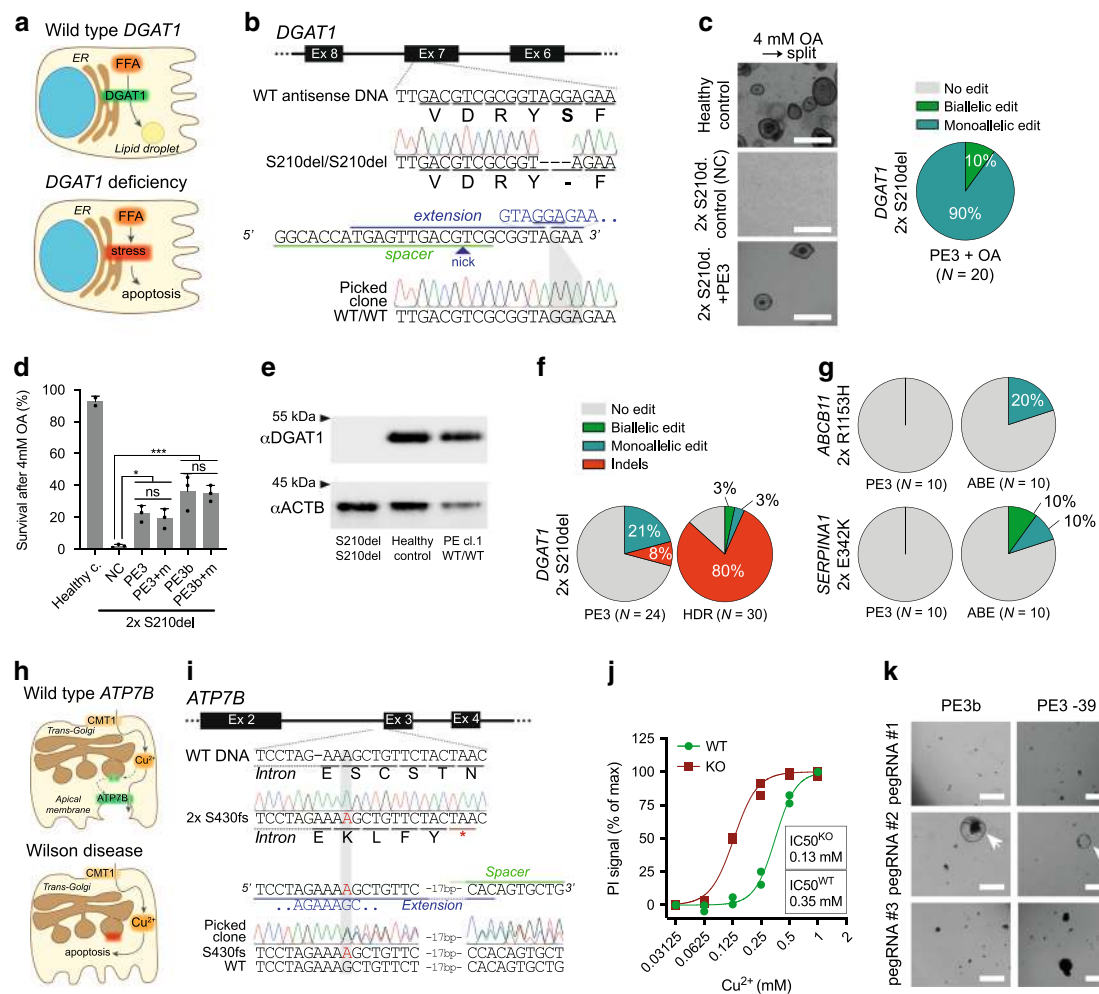 a
Wild type DGAT1
ER
FFA
DGAT1
Lipid droplet
DGAT1 deficiency
ER
FFA
stress
apoptosis
b
DGAT1
Ex 8
Ex 7
Ex 6
WT antisense DNA TTGACGTCGCGGTAGGAGAA
V D R Y S F
S210del/S210del TTGACGTCGCGGT---AGAA
V D R Y - F
extension GTAGGAGAA..
5' GGCACCATGAGTTGACGTCGCGGTAGAA 3'
spacer
nick
Picked clone
WT/WT TTGACGTCGCGGTAGGAGAA
c
4 mM OA
→ split
Healthy control
2x S210d. control (NC)
2x S210d. +PE3
No edit
Biallelic edit
Monoallelic edit
DGAT1 2x S210del
10%
90%
PE3 + OA
(N = 20)
d
Survival after 4mM OA (%)
100
80
60
40
20
0
***
*
ns
ns
Healthy c.
NC
PE3
PE3+m
PE3b
PE3b+m
2x S210del
e
55 kDa
αDGAT1
45 kDa
αACTB
S210del S210del
Healthy control
PE cl.1 WT/WT
f
No edit
Biallelic edit
Monoallelic edit
Indels
DGAT1 2x S210del
21%
8%
3%
3%
80%
PE3 (N = 24)
HDR (N = 30)
g
ABCB11 2x R1153H
20%
PE3 (N = 10)
ABE (N = 10)
SERPINA1 2x E342K
10%
10%
PE3 (N = 10)
ABE (N = 10)
h
Wild type ATP7B
CMT1
Trans-Golgi
Cu2+
Apical membrane
ATP7B
Wilson disease
CMT1
Trans-Golgi
Cu2+
apoptosis
i
ATP7B
Ex 2
Ex 3
Ex 4
WT DNA TCCTAG-AAAGCTGTTCTACTAAC
Intron E S C S T N
2x S430fs TCCTAGAAAAGCTGTTCTACTAAC
Intron E K L F Y *
Spacer
5' TCCTAGAAAAGCTGTTC -17bp- CACAGTGCTG 3'
..AGAAAGC.. Extension
Picked clone
-17bp-
S430fs TCCTAGAAAAGCTGTTC -17bp- CCACAGTGCT
WT TCCTAGAAAGCTGTTC -17bp- CACAGTGCTG
j
WT
KO
PI signal (% of max)
125
100
75
50
25
0
IC50KO
0.13 mM
IC50WT
0.35 mM
0.03125
0.0625
0.125
0.25
0.5
1
2
Cu2+ (mM)
k
PE3b
PE3 -39
pegRNA #1
pegRNA #2
pegRNA #3